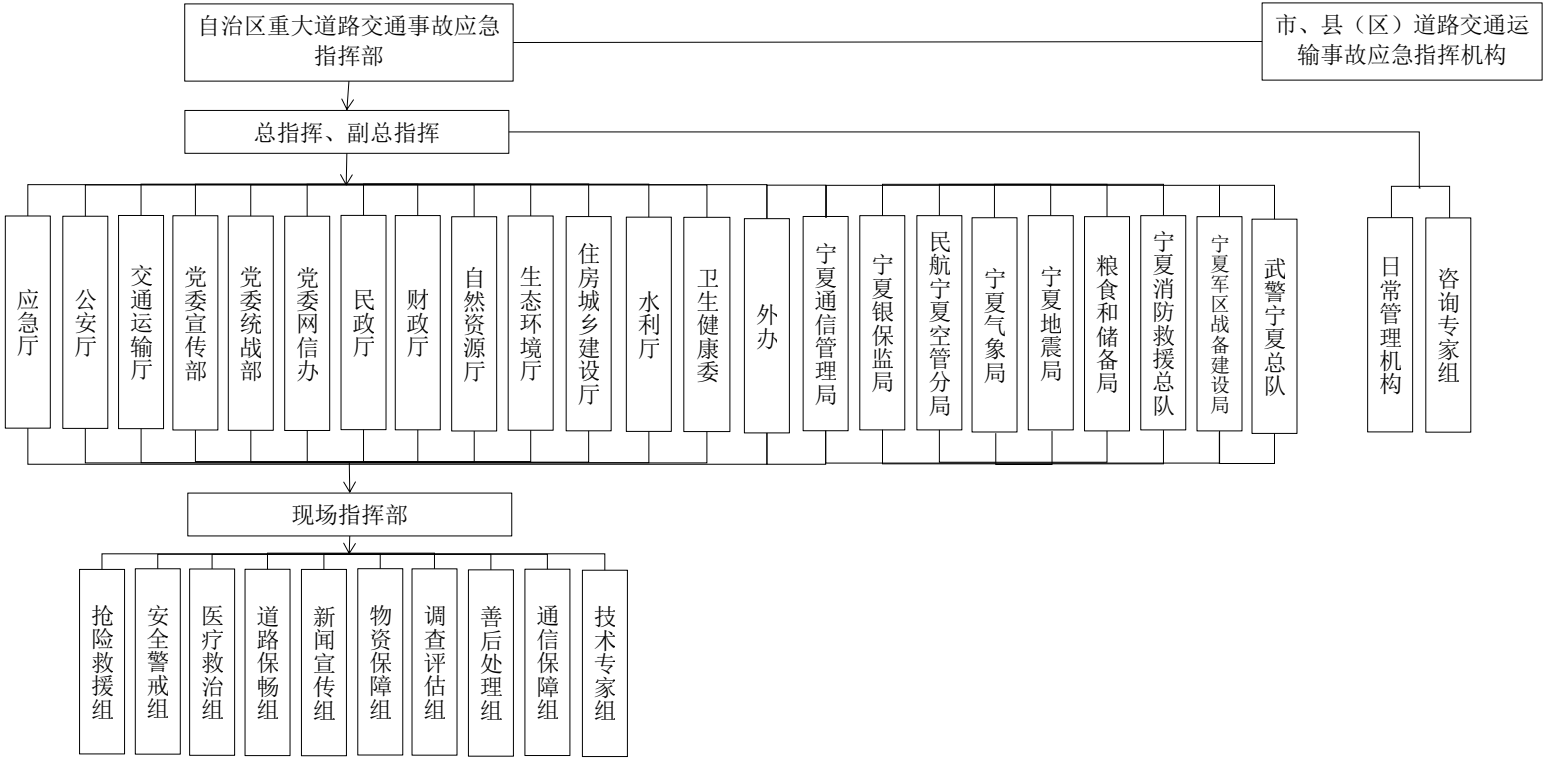 自治区重大道路交通事故应急
指挥部
市、县（区）道路交通运
输事故应急指挥机构
总指挥、副总指挥
应急厅
公安厅
交通运输厅
党委宣传部
党委统战部
党委网信办
民政厅
财政厅
自然资源厅
生态环境厅
住房城乡建设厅
水利厅
卫生健康委
外办
宁夏通信管理局
宁夏银保监局
民航宁夏空管分局
宁夏气象局
宁夏地震局
粮食和储备局
宁夏消防救援总队
宁夏军区战备建设局
武警宁夏总队
日常管理机构
咨询专家组
现场指挥部
抢险救援组
安全警戒组
医疗救治组
道路保畅组
新闻宣传组
物资保障组
调查评估组
善后处理组
通信保障组
技术专家组